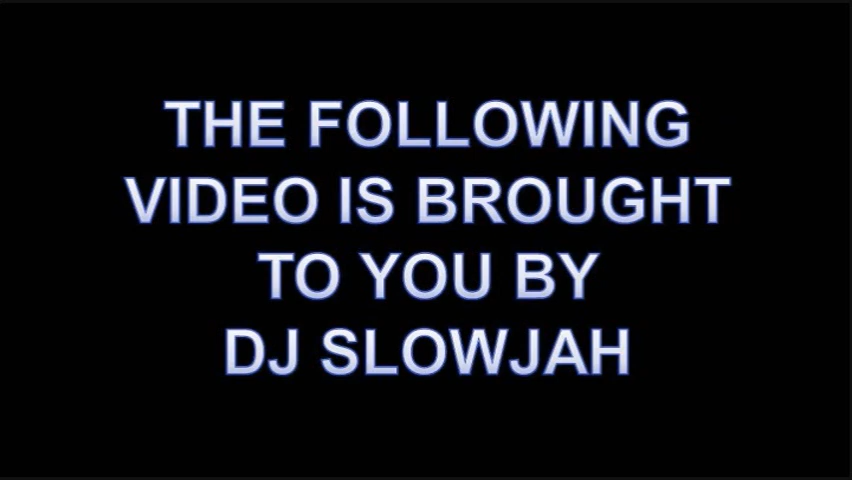 THE FOLLOWING
VIDEO IS BROUGHT
TO YOU BY
DJ SLOWJAH